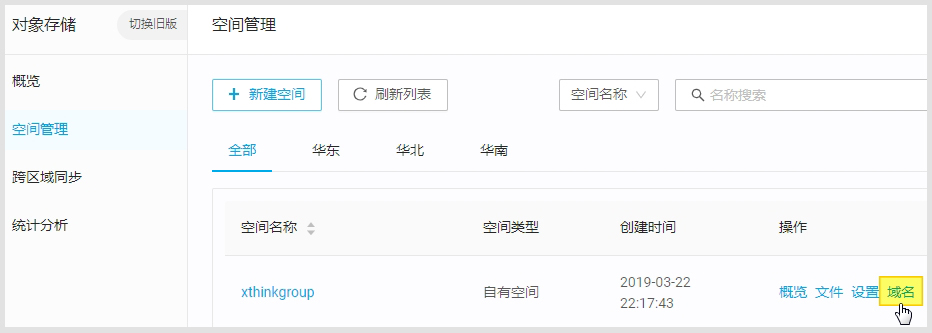 对象存储 切换旧版 空间管理
概览
空间管理
跨区域同步
统计分析
新建空间 刷新列表 空间名称 名称搜索
全部 华东 华北 华南
空间名称 空间类型 创建时间 操作
xthinkgroup 自有空间 2019-03-22 概览 文件 设置 域名
22:17:43